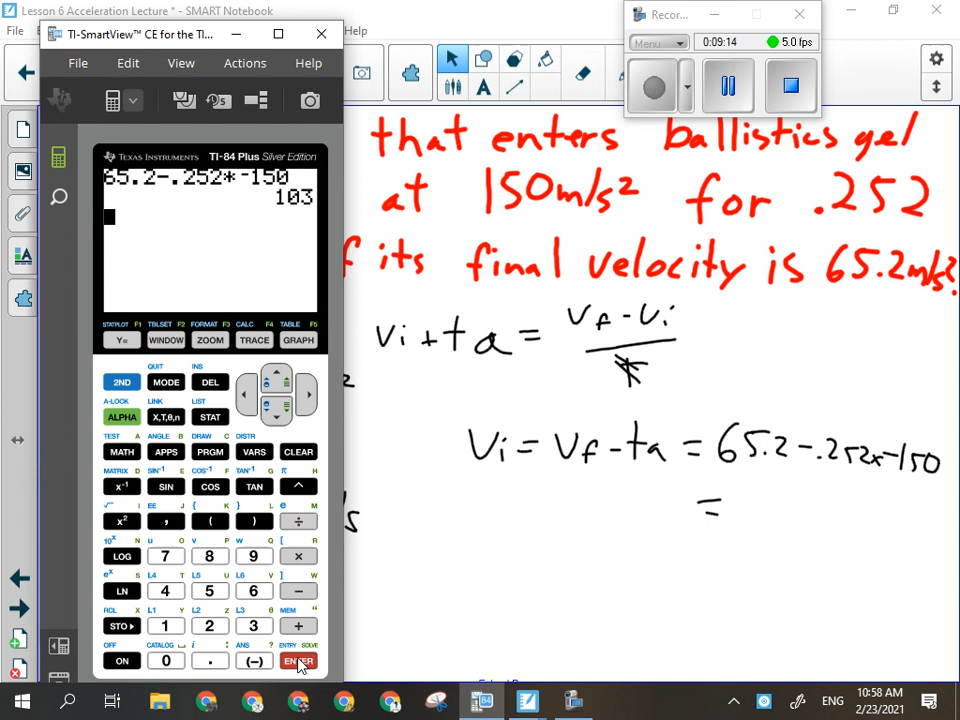 Lesson 6 Acceleration Lecture * - SMART Notebook
File
Help
TI-SmartView™ CE for the TI...
File Edit View Actions Help
Recor...
Menu
0:09:14
5.0 fps
TEXAS INSTRUMENTS TI-84 Plus Silver Edition
65.2-.252*-150
103
STATPLOT F1 TBLSET F2 FORMAT F3 CALC F4 TABLE F5
Y= WINDOW ZOOM TRACE GRAPH
QUIT INS
2ND MODE DEL
A-LOCK LINK LIST
ALPHA X,T,θ,n STAT
TEST A ANGLE B DRAW C DISTR
MATH APPS PRGM VARS CLEAR
MATRIX D SIN-1 E COS-1 F TAN-1 G π H
x-1 SIN COS TAN ^
√ I EE J { K } L e M
x² , ( ) ÷
10x N u O v P w Q [ R
LOG 7 8 9 ×
ex S L4 T L5 U L6 V ] W
LN 4 5 6 −
RCL X L1 Y L2 Z L3 θ MEM "
STO▸ 1 2 3 +
OFF CATALOG i : ANS ? ENTRY SOLVE
ON 0 . (-) ENTER
that enters ballistics gel
at 150m/s² for .252
f its final velocity is 65.2m/s?
vi + ta = vf - vi
t
vi = vf - ta = 65.2 - .252x-150
=
/s
ENG
10:58 AM
2/23/2021